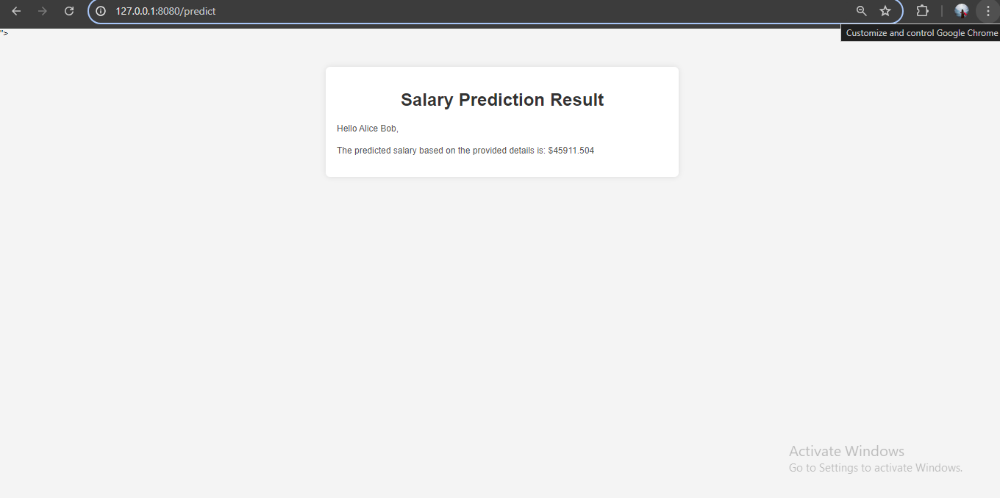 127.0.0.1:8080/predict
Customize and control Google Chrome
">
Salary Prediction Result
Hello Alice Bob,
The predicted salary based on the provided details is: $45911.504
Activate Windows
Go to Settings to activate Windows.